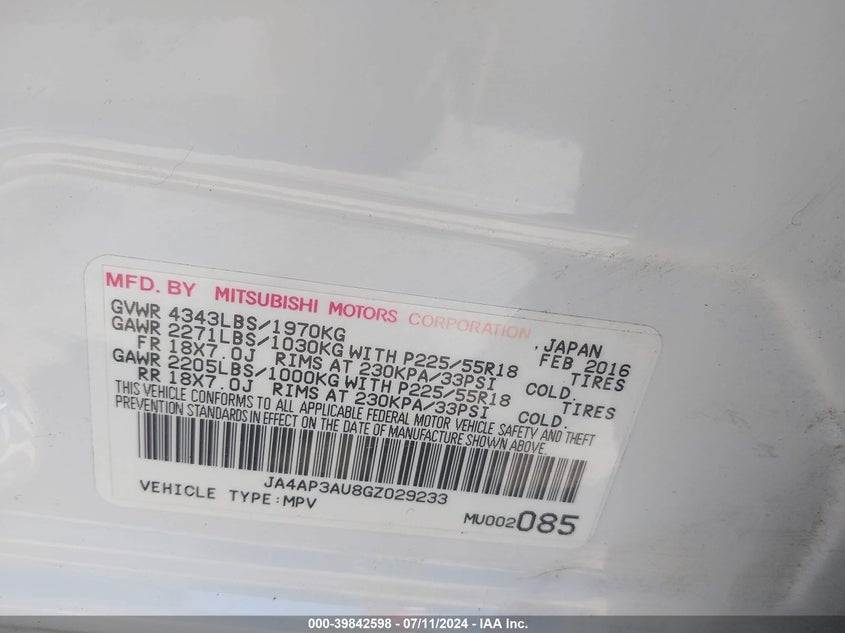 MFD. BY MITSUBISHI MOTORS CORPORATION, JAPAN
GVWR 4343LBS/1970KG FEB 2016
GAWR 2271LBS/1030KG WITH P225/55R18 TIRES
FR 18X7.0J RIMS AT 230KPA/33PSI COLD.
GAWR 2205LBS/1000KG WITH P225/55R18 TIRES
RR 18X7.0J RIMS AT 230KPA/33PSI COLD.
THIS VEHICLE CONFORMS TO ALL APPLICABLE FEDERAL MOTOR VEHICLE SAFETY AND THEFT
PREVENTION STANDARDS IN EFFECT ON THE DATE OF MANUFACTURE SHOWN ABOVE.
JA4AP3AU8GZ029233
VEHICLE TYPE:MPV
MU002085
000-39842598 - 07/11/2024 - IAA Inc.